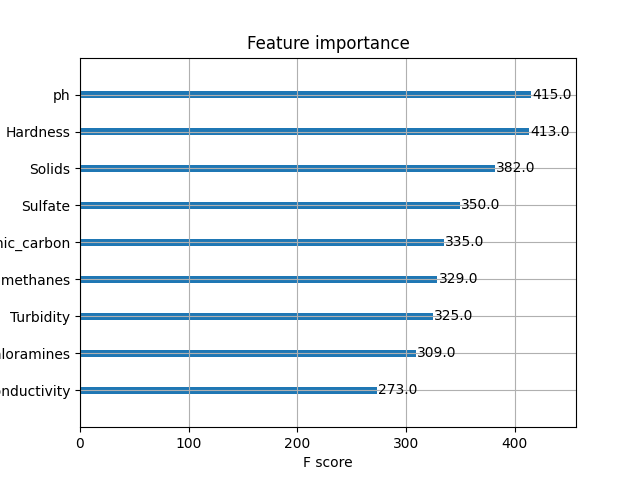 Feature importance
ph 415.0
Hardness 413.0
Solids 382.0
Sulfate 350.0
nic_carbon 335.0
methanes 329.0
Turbidity 325.0
loramines 309.0
onductivity 273.0
0 100 200 300 400
F score